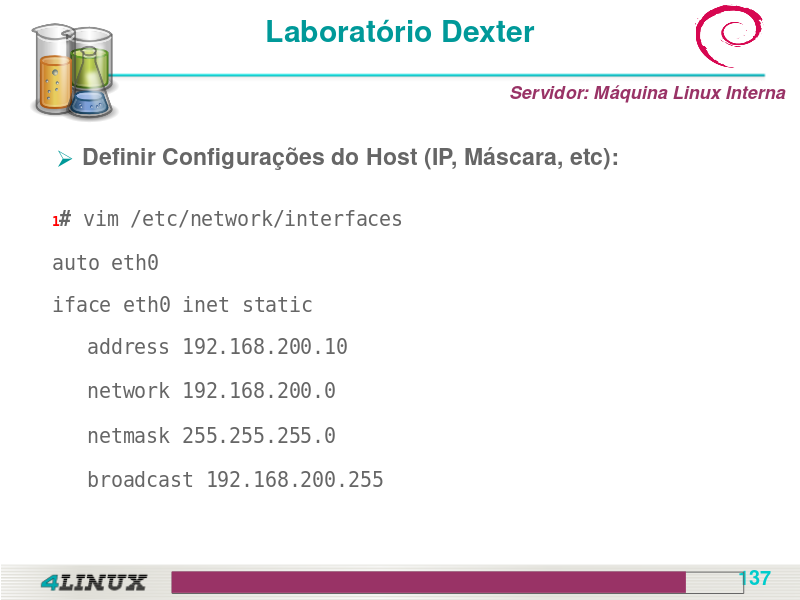 Laboratório Dexter
Servidor: Máquina Linux Interna
Definir Configurações do Host (IP, Máscara, etc):
1# vim /etc/network/interfaces
auto eth0
iface eth0 inet static
address 192.168.200.10
network 192.168.200.0
netmask 255.255.255.0
broadcast 192.168.200.255
4LINUX
137